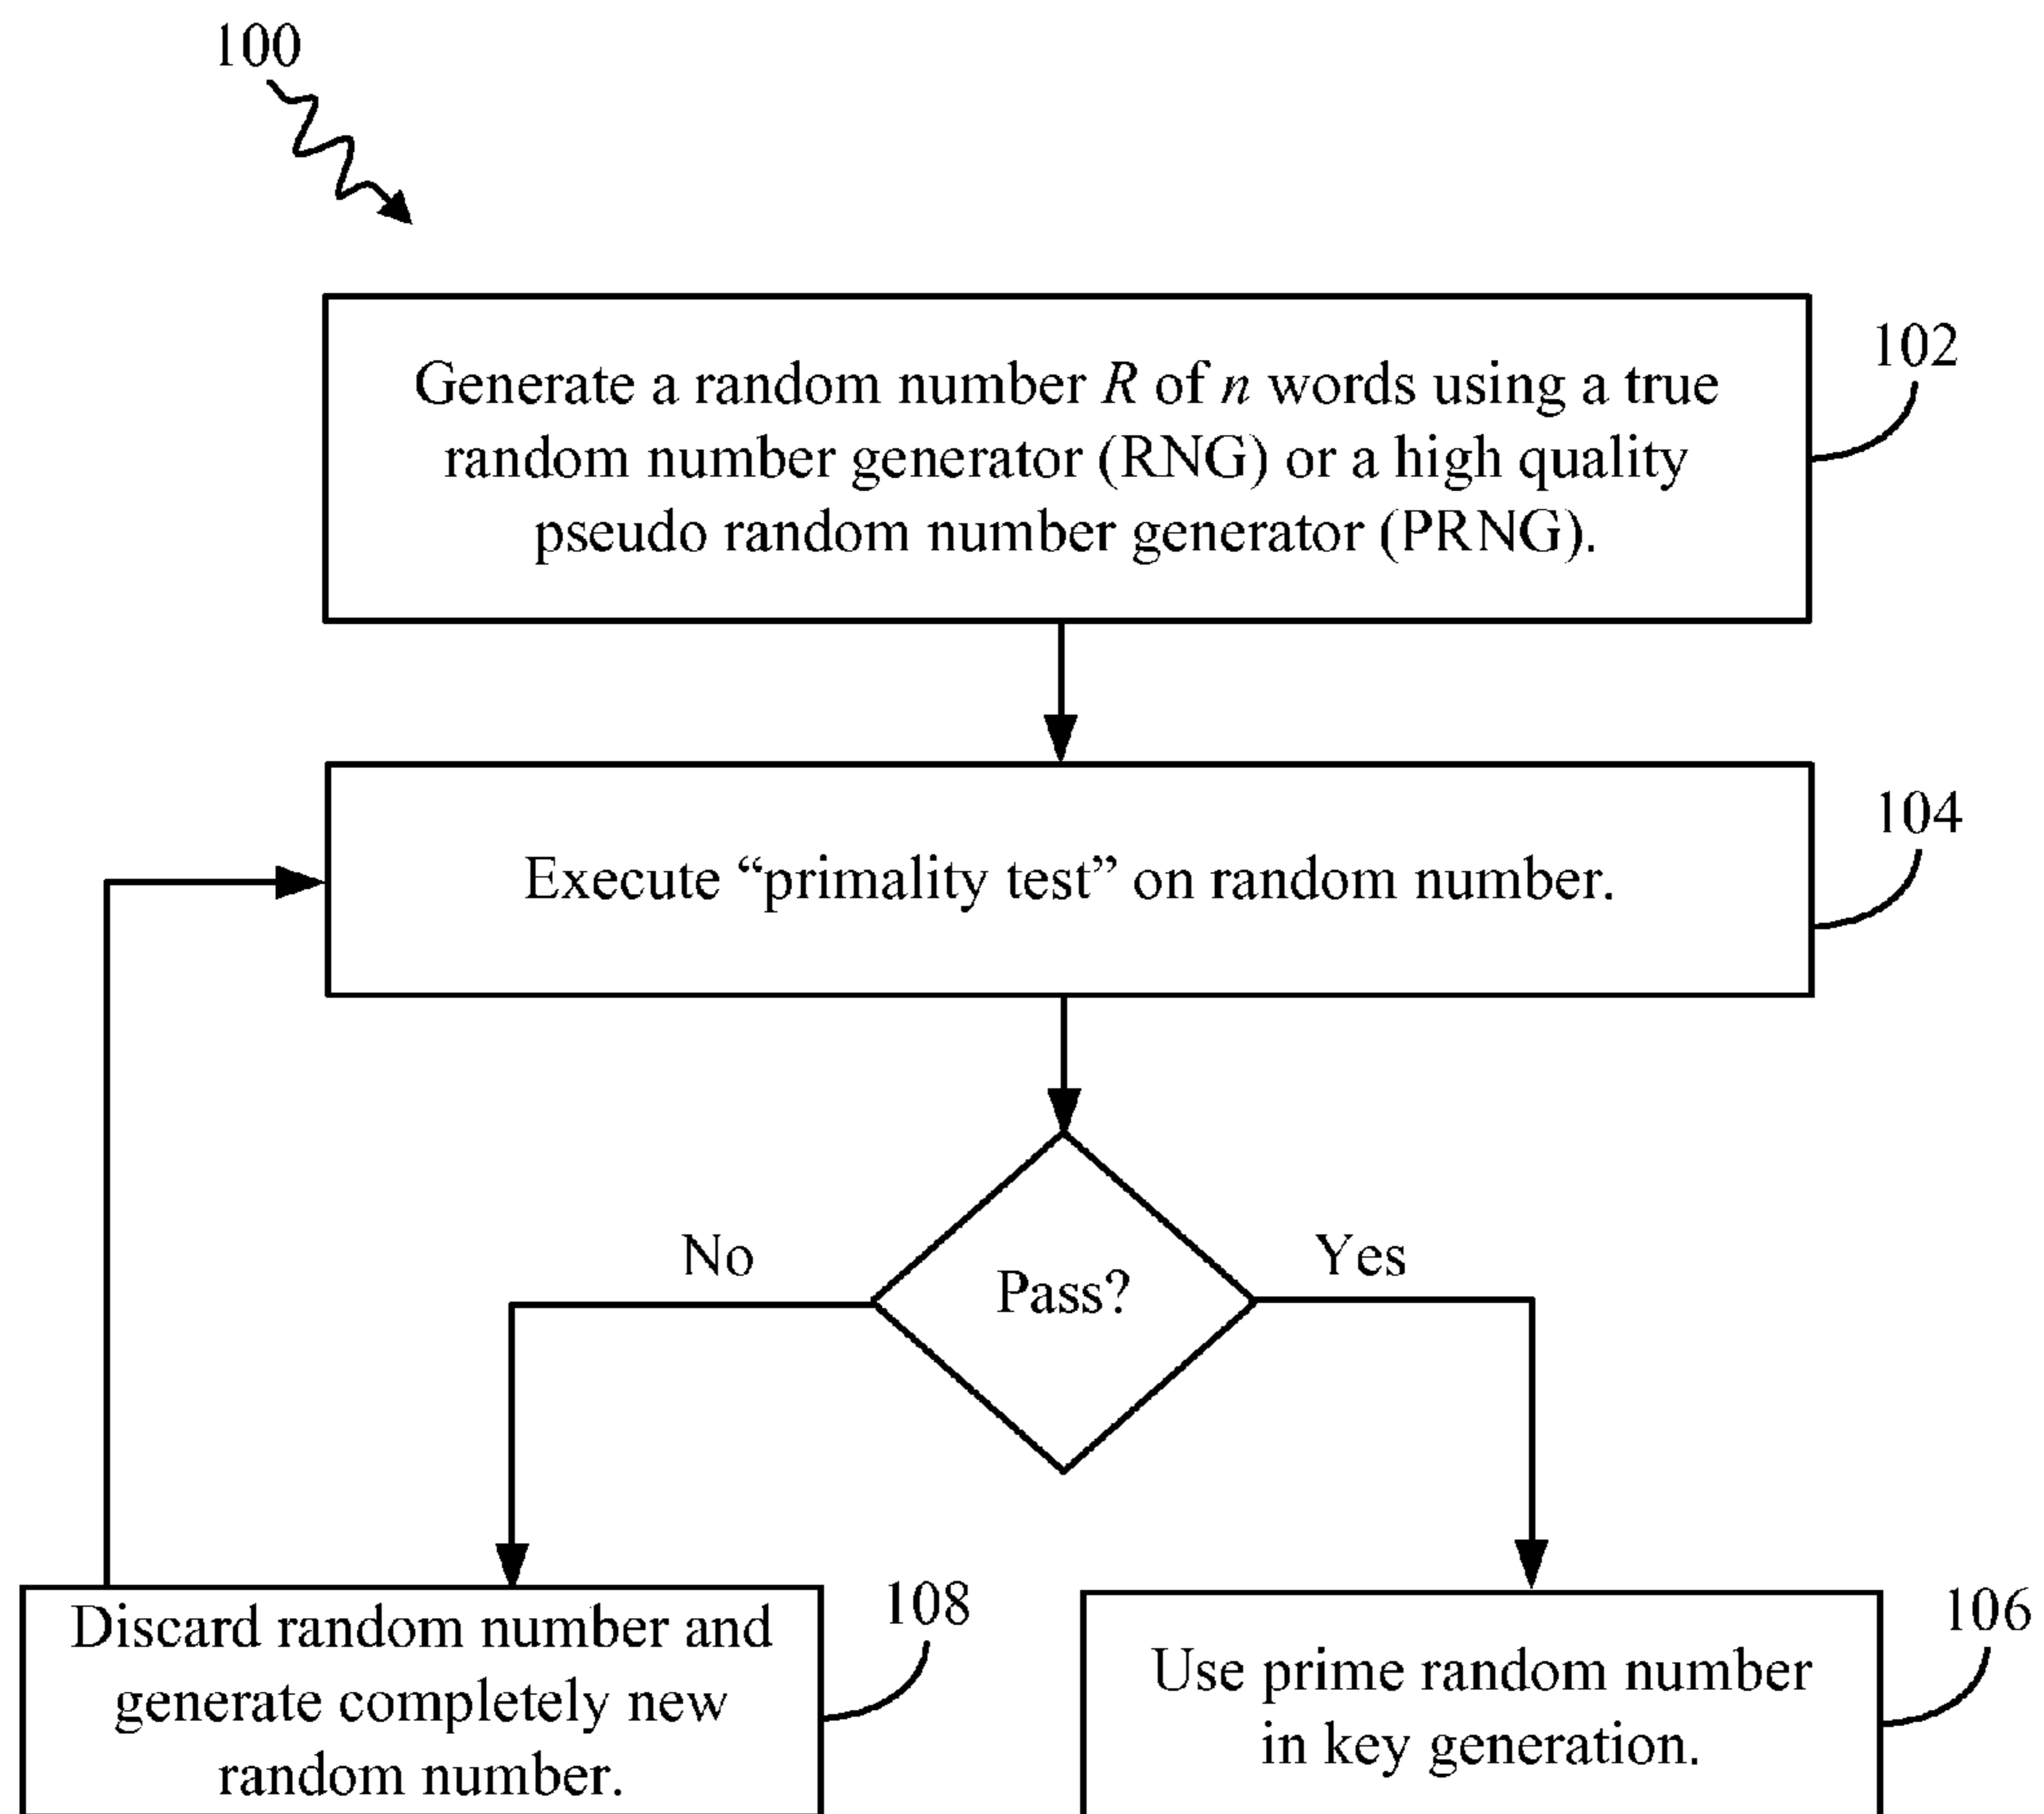 100
Generate a random number R of n words using a true
random number generator (RNG) or a high quality
pseudo random number generator (PRNG).
102
Execute “primality test” on random number.
104
No
Pass?
Yes
Discard random number and
generate completely new
random number.
108
Use prime random number
in key generation.
106